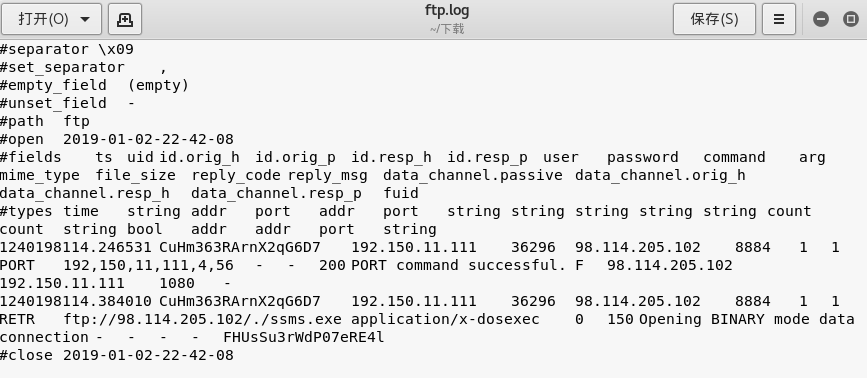 打开(O)
ftp.log
~/下载
保存(S)
#separator \x09
#set_separator ,
#empty_field (empty)
#unset_field -
#path ftp
#open 2019-01-02-22-42-08
#fields ts uid id.orig_h id.orig_p id.resp_h id.resp_p user password command arg
mime_type file_size reply_code reply_msg data_channel.passive data_channel.orig_h
data_channel.resp_h data_channel.resp_p fuid
#types time string addr port addr port string string string string string count
count string bool addr addr port string
1240198114.246531 CuHm363RArnX2qG6D7 192.150.11.111 36296 98.114.205.102 8884 1 1
PORT 192,150,11,111,4,56 - - 200 PORT command successful. F 98.114.205.102
192.150.11.111 1080 -
1240198114.384010 CuHm363RArnX2qG6D7 192.150.11.111 36296 98.114.205.102 8884 1 1
RETR ftp://98.114.205.102/./ssms.exe application/x-dosexec 0 150 Opening BINARY mode data
connection - - - - FHUsSu3rWdP07eRE4l
#close 2019-01-02-22-42-08